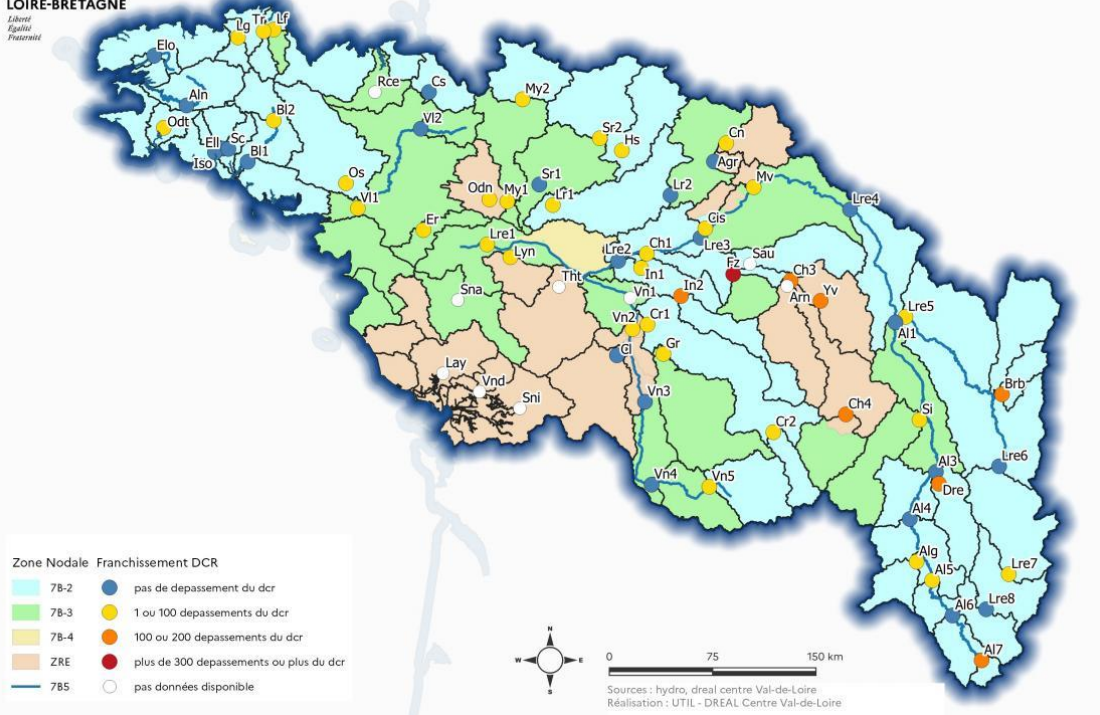 LOIRE-BRETAGNE
Liberté
Égalité
Fraternité
Lg Tr Lf
Elo
Rce Cs
My2
Aln
Bl2
Vl2
Odt
Sr2
Cn
Ell Sc
Hs
Iso Bl1
Agr
Os
Sr1
Mv
Vl1
Odn My1 Lr1
Lr2
Lre4
Er
Cis
Lre1
Lre2 Ch1
Lre3
Lyn
Fz Sau
Tht
In1
Ch3
Sna
Vn1 In2
Arn Yv
Vn2 Cr1
Lre5
Al1
Cl Gr
Lay
Vnd
Vn3
Brb
Sni
Ch4
Si
Cr2
Lre6
Vn4 Vn5
Al3
Dre
Al4
Alg
Al5
Lre7
Al6 Lre8
Al7
Zone Nodale Franchissement DCR
7B-2 pas de depassement du dcr
7B-3 1 ou 100 depassements du dcr
7B-4 100 ou 200 depassements du dcr
ZRE plus de 300 depassements ou plus du dcr
7B5 pas données disponible
N
W E
S
0 75 150 km
Sources : hydro, dreal centre Val-de-Loire
Réalisation : UTIL - DREAL Centre Val-de-Loire